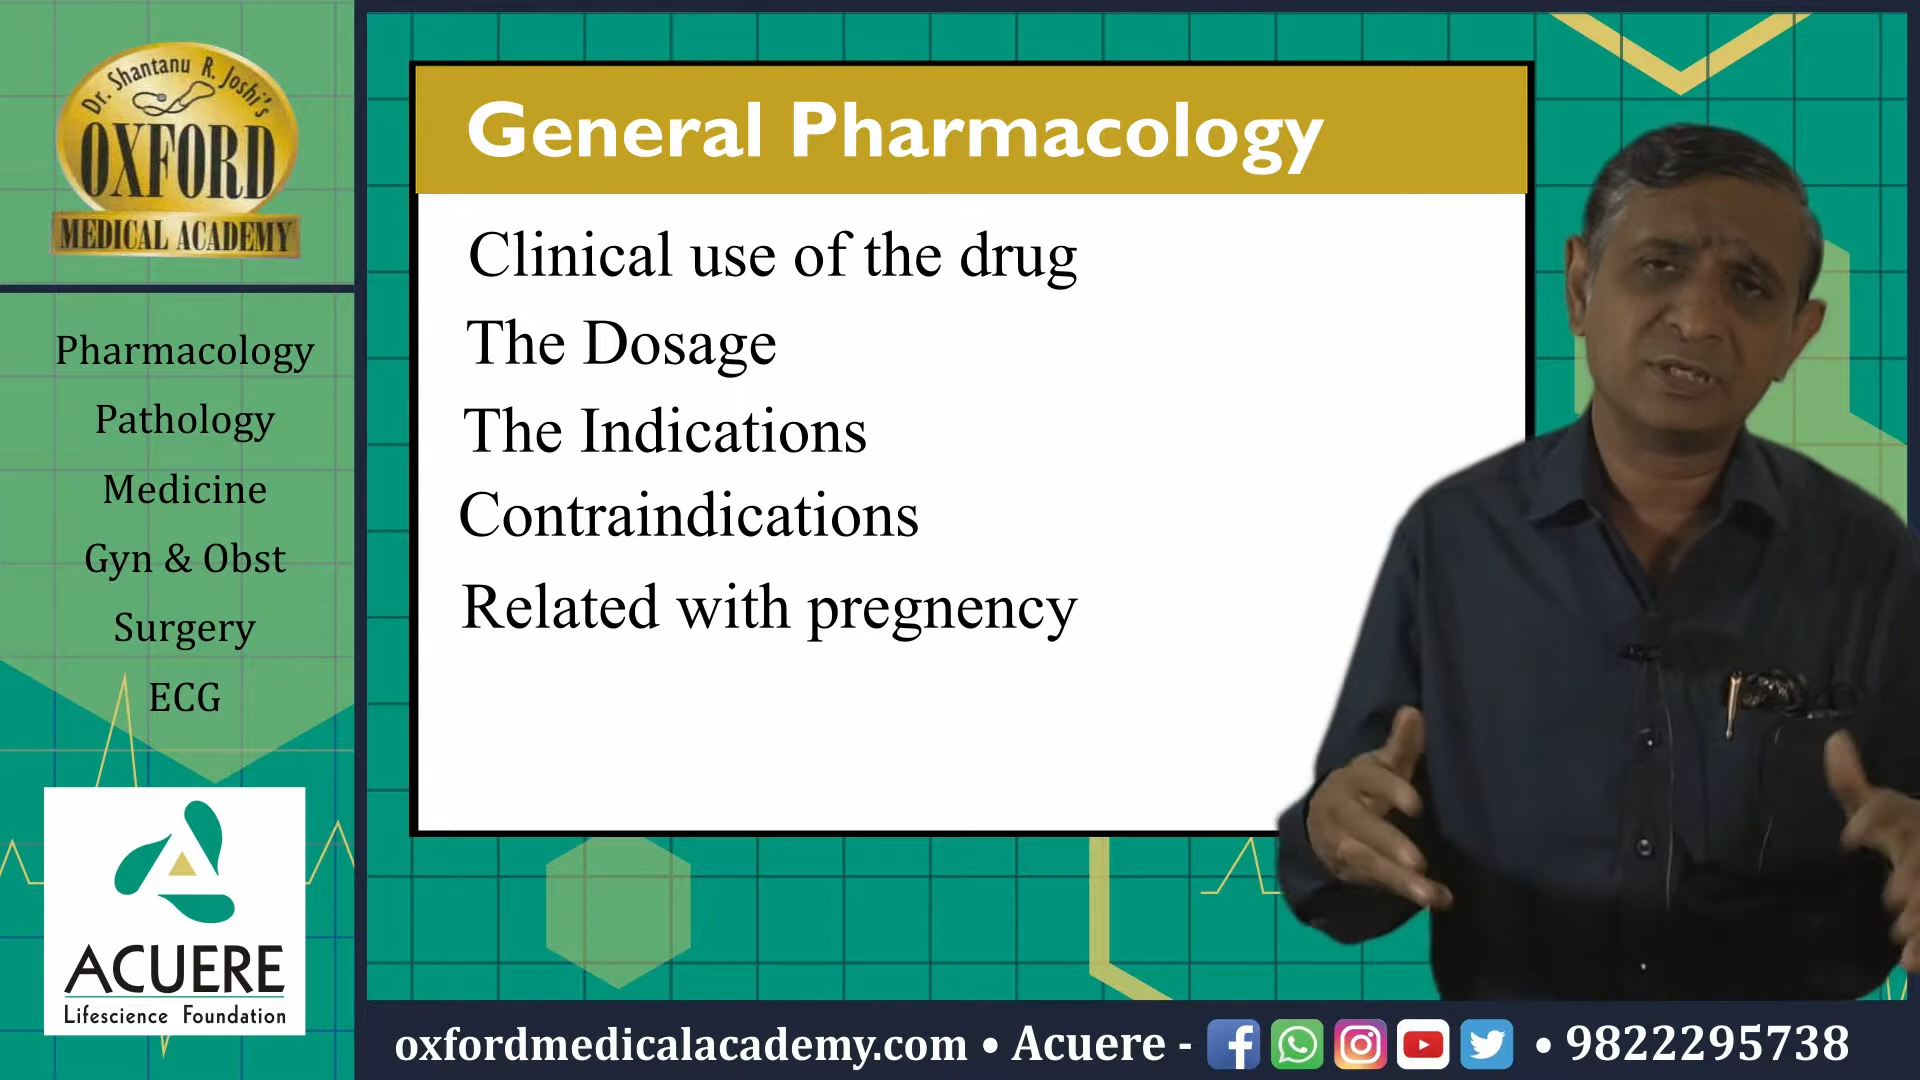 Dr. Shantanu R. Joshi's
OXFORD
MEDICAL ACADEMY
Pharmacology
Pathology
Medicine
Gyn & Obst
Surgery
ECG
ACUERE
Lifescience Foundation
General Pharmacology
Clinical use of the drug
The Dosage
The Indications
Contraindications
Related with pregnency
oxfordmedicalacademy.com • Acuere - • 9822295738